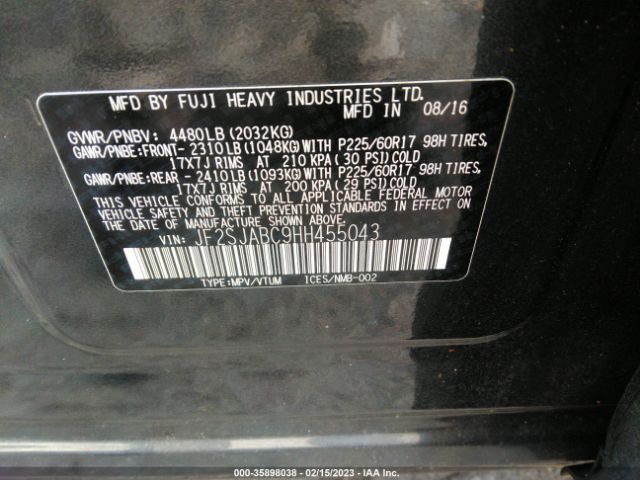 MFD BY FUJI HEAVY INDUSTRIES LTD.
MFD IN 08/16
GVWR/PNBV: 4480LB (2032KG)
GAWR/PNBE:FRONT- 2310LB (1048KG) WITH P225/60R17 98H TIRES,
17X7J RIMS AT 210 KPA (30 PSI) COLD
GAWR/PNBE:REAR - 2410LB (1093KG) WITH P225/60R17 98H TIRES,
17X7J RIMS AT 200 KPA (29 PSI) COLD
THIS VEHICLE CONFORMS TO ALL APPLICABLE FEDERAL MOTOR
VEHICLE SAFETY AND THEFT PREVENTION STANDARDS IN EFFECT ON
THE DATE OF MANUFACTURE SHOWN ABOVE.
VIN: JF2SJABC9HH455043
TYPE:MPV/VTUM ICES/NMB-002
000-35898038 - 02/15/2023 - IAA Inc.